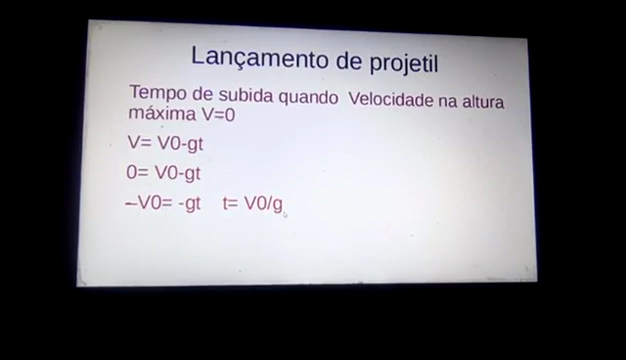 Lançamento de projetil
Tempo de subida quando Velocidade na altura
máxima V=0
V= V0-gt
0= V0-gt
–V0= -gt t= V0/g